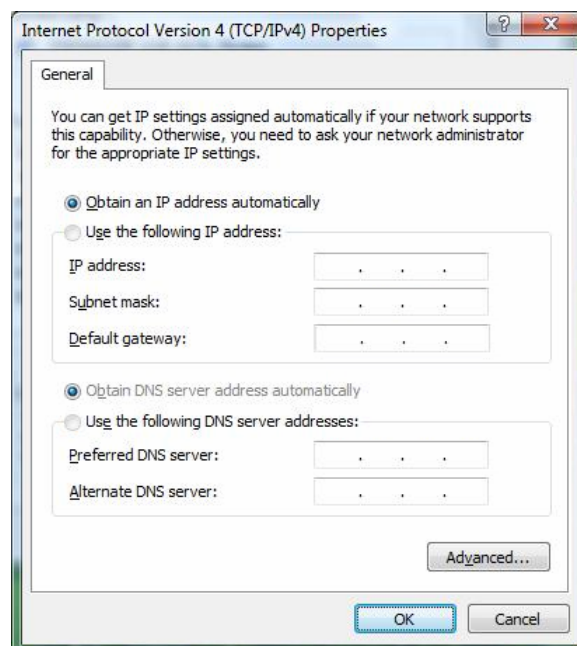 Internet Protocol Version 4 (TCP/IPv4) Properties
General
You can get IP settings assigned automatically if your network supports
this capability. Otherwise, you need to ask your network administrator
for the appropriate IP settings.
Obtain an IP address automatically
Use the following IP address:
IP address:
Subnet mask:
Default gateway:
Obtain DNS server address automatically
Use the following DNS server addresses:
Preferred DNS server:
Alternate DNS server:
Advanced...
OK Cancel